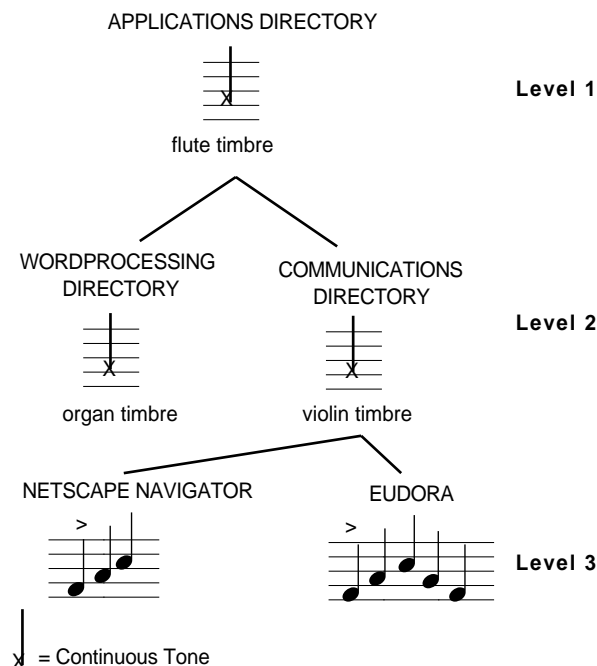 APPLICATIONS DIRECTORY
X
Level 1
flute timbre
WORDPROCESSING
DIRECTORY
COMMUNICATIONS
DIRECTORY
X
X
Level 2
organ timbre
violin timbre
NETSCAPE NAVIGATOR
EUDORA
>
>
Level 3
X = Continuous Tone